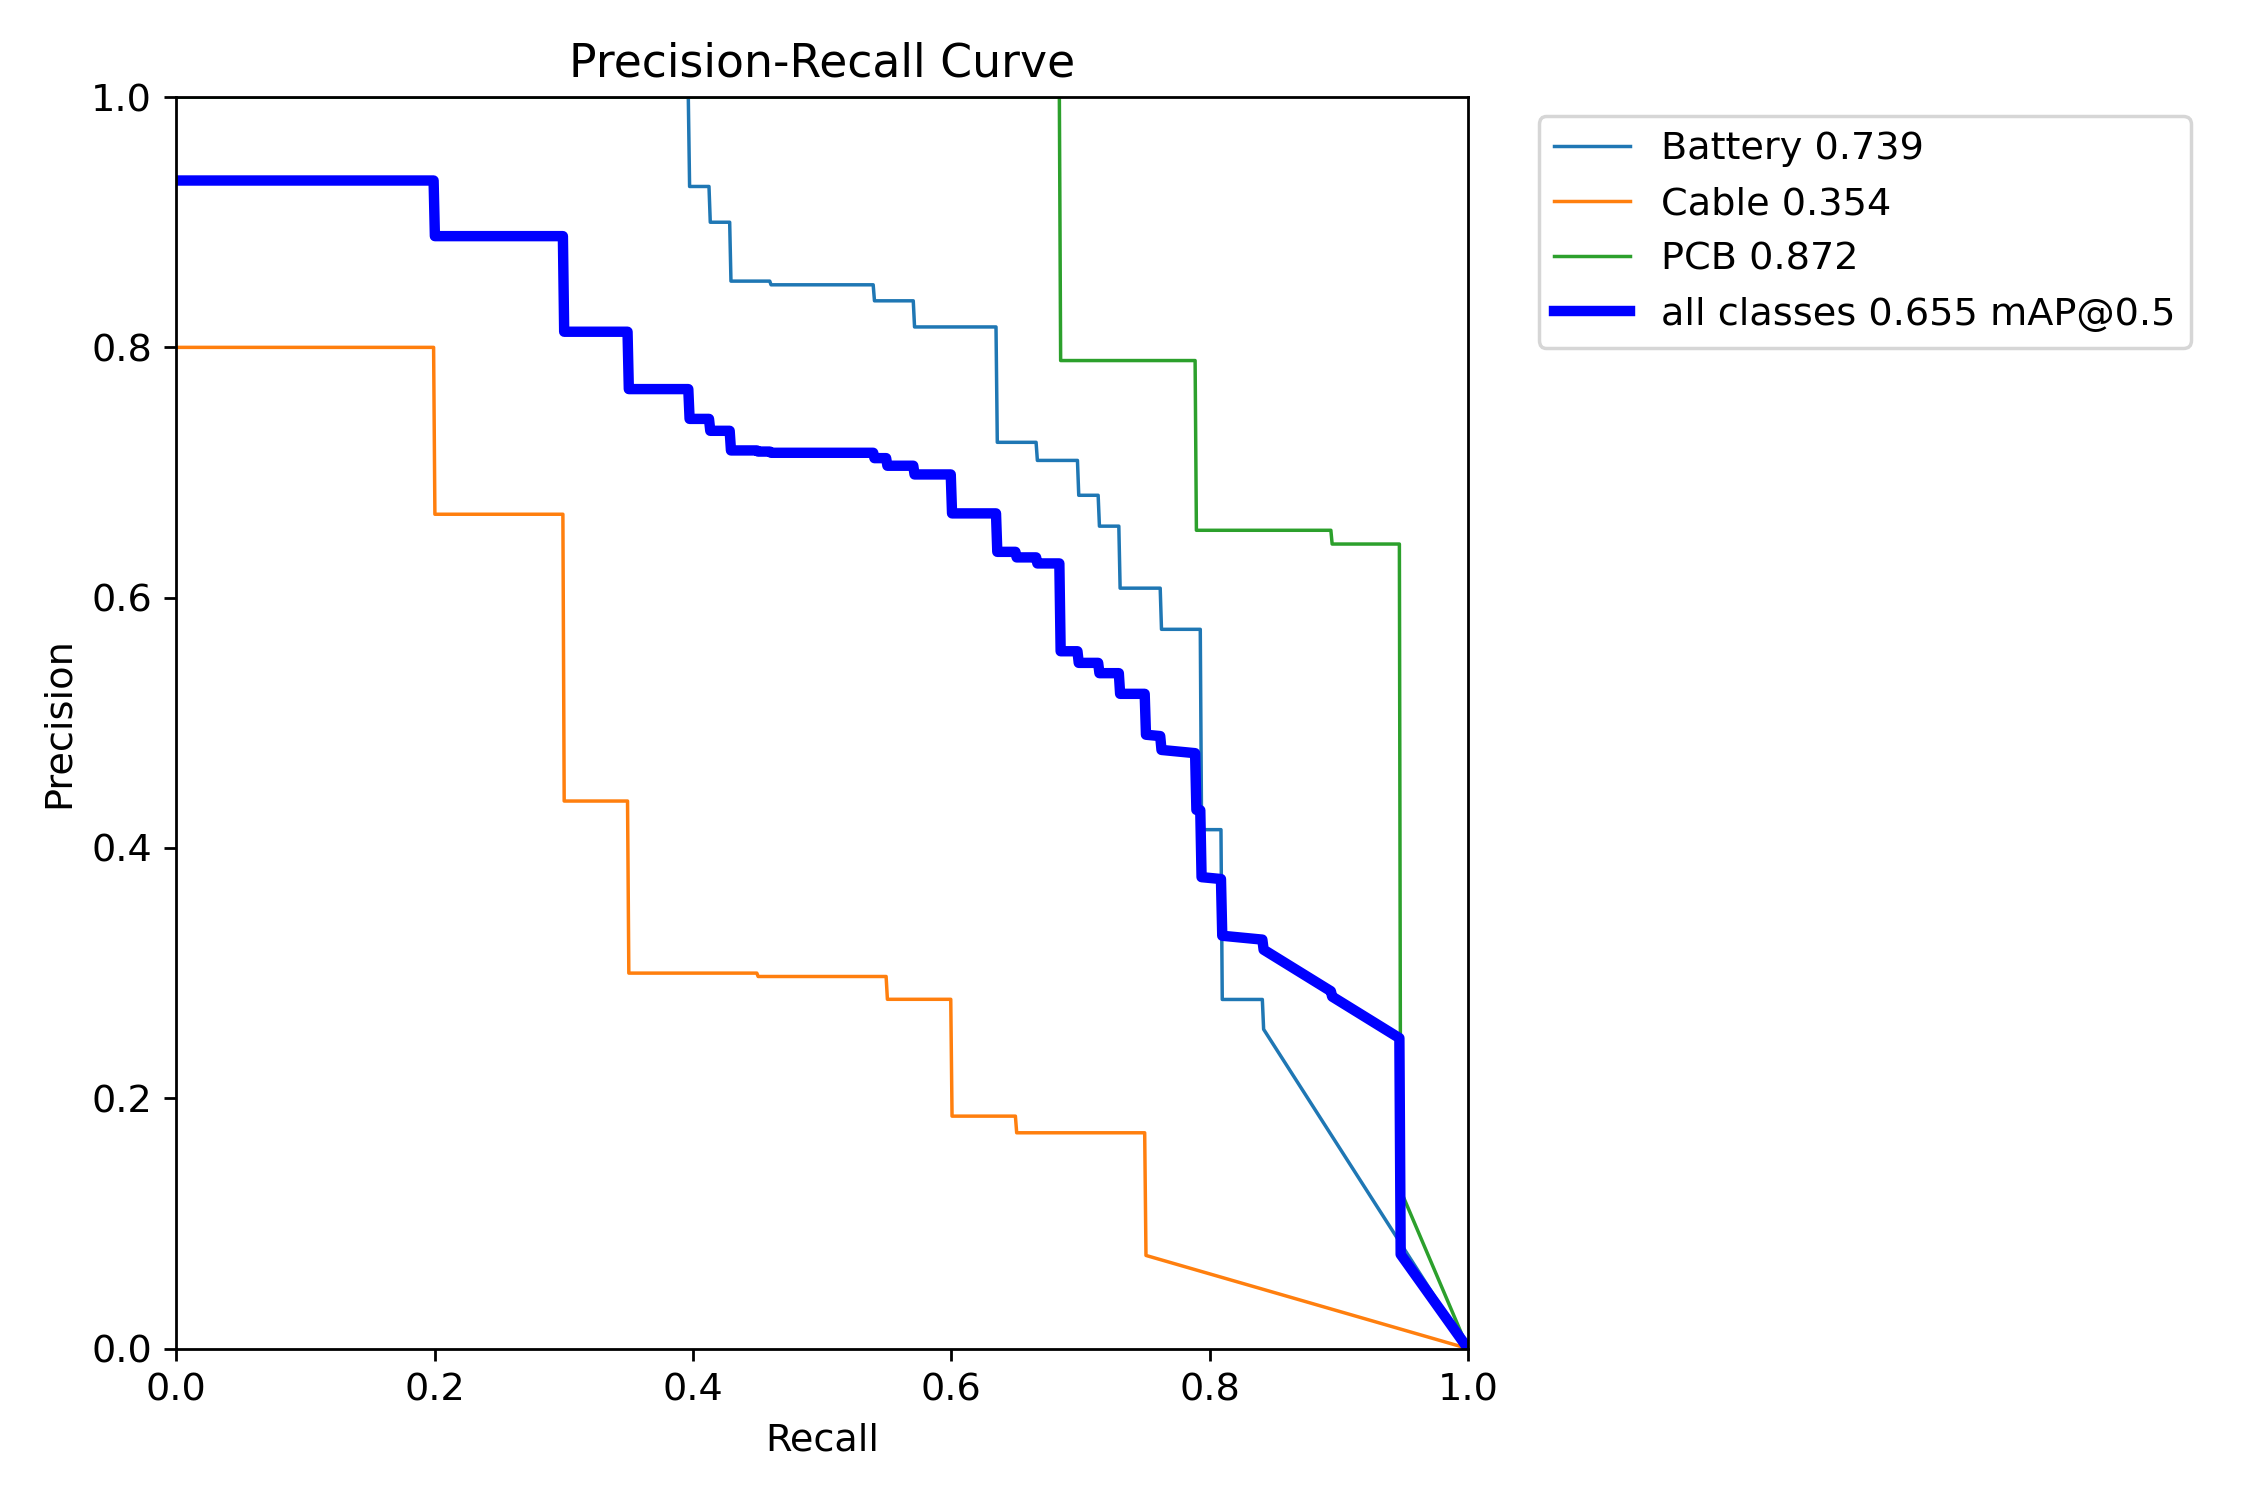 Precision-Recall Curve
1.0
0.8
0.6
0.4
0.2
0.0
Precision
0.0 0.2 0.4 0.6 0.8 1.0
Recall
Battery 0.739
Cable 0.354
PCB 0.872
all classes 0.655 mAP@0.5